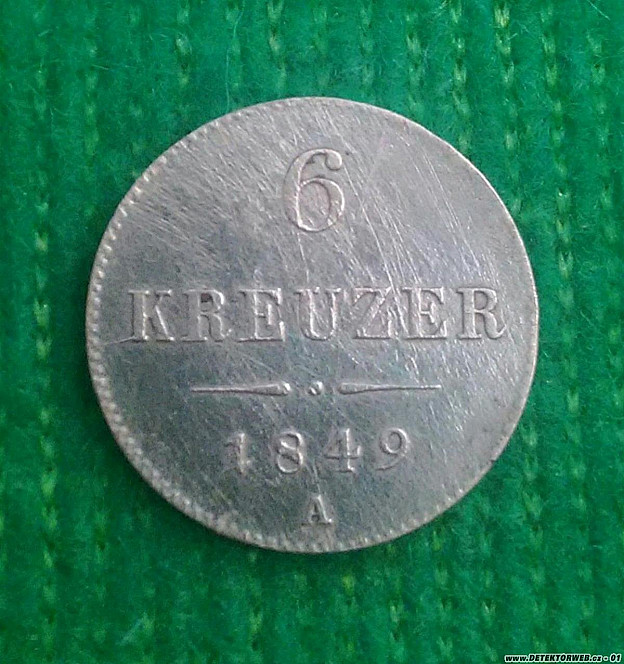 6
KREUZER
1849
A
www.DETEKTORWEB.cz - 01